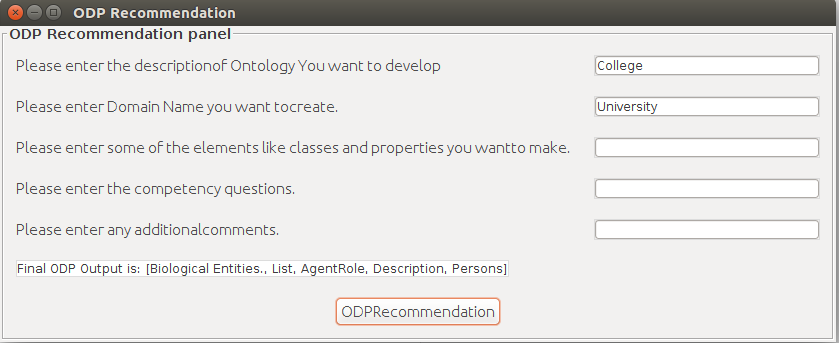 ODP Recommendation
ODP Recommendation panel
Please enter the descriptionof Ontology You want to develop College
Please enter Domain Name you want tocreate. University
Please enter some of the elements like classes and properties you wantto make.
Please enter the competency questions.
Please enter any additionalcomments.
Final ODP Output is: [Biological Entities., List, AgentRole, Description, Persons]
ODPRecommendation